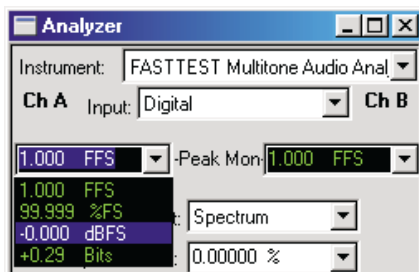 Analyzer
Instrument: FASTTEST Multitone Audio Anal
Ch A Input: Digital Ch B
1.000 FFS -Peak Mon- 1.000 FFS
1.000 FFS
99.999 %FS
-0.000 dBFS
+0.29 Bits
t: Spectrum
: 0.00000 %